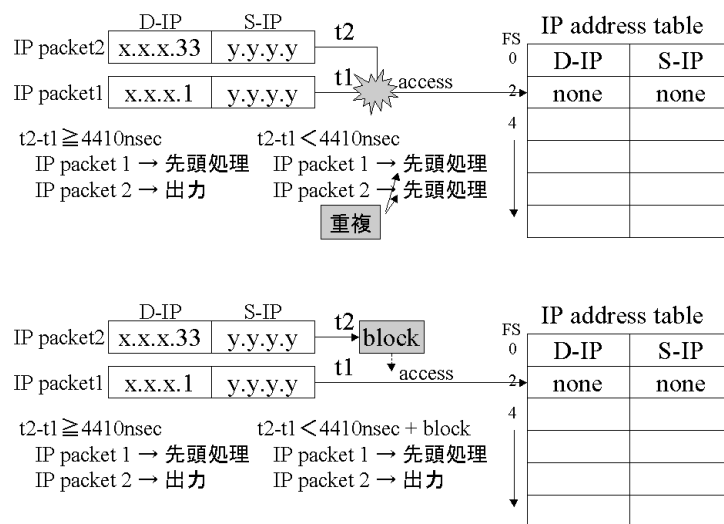 D-IP S-IP
IP packet2 x.x.x.33 y.y.y.y t2
IP packet1 x.x.x.1 y.y.y.y t1 access
t2-t1≧4410nsec
IP packet 1 → 先頭処理
IP packet 2 → 出力
t2-t1<4410nsec
IP packet 1 → 先頭処理
IP packet 2 → 先頭処理
重複
IP address table
FS
0 D-IP S-IP
2 none none
4
D-IP S-IP
IP packet2 x.x.x.33 y.y.y.y t2 block
IP packet1 x.x.x.1 y.y.y.y t1 access
t2-t1≧4410nsec
IP packet 1 → 先頭処理
IP packet 2 → 出力
t2-t1<4410nsec + block
IP packet 1 → 先頭処理
IP packet 2 → 出力
IP address table
FS
0 D-IP S-IP
2 none none
4